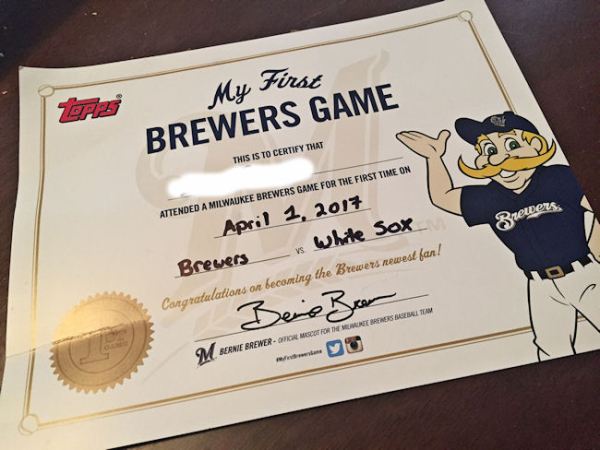 Topps®
My First
BREWERS GAME
THIS IS TO CERTIFY THAT
ATTENDED A MILWAUKEE BREWERS GAME FOR THE FIRST TIME ON
April 1, 2017
Brewers VS. White Sox
Congratulations on becoming the Brewers newest fan!
Bernie Brewer
M BERNIE BREWER - OFFICIAL MASCOT FOR THE MILWAUKEE BREWERS BASEBALL TEAM
#MyFirstBrewersGame
Brewers